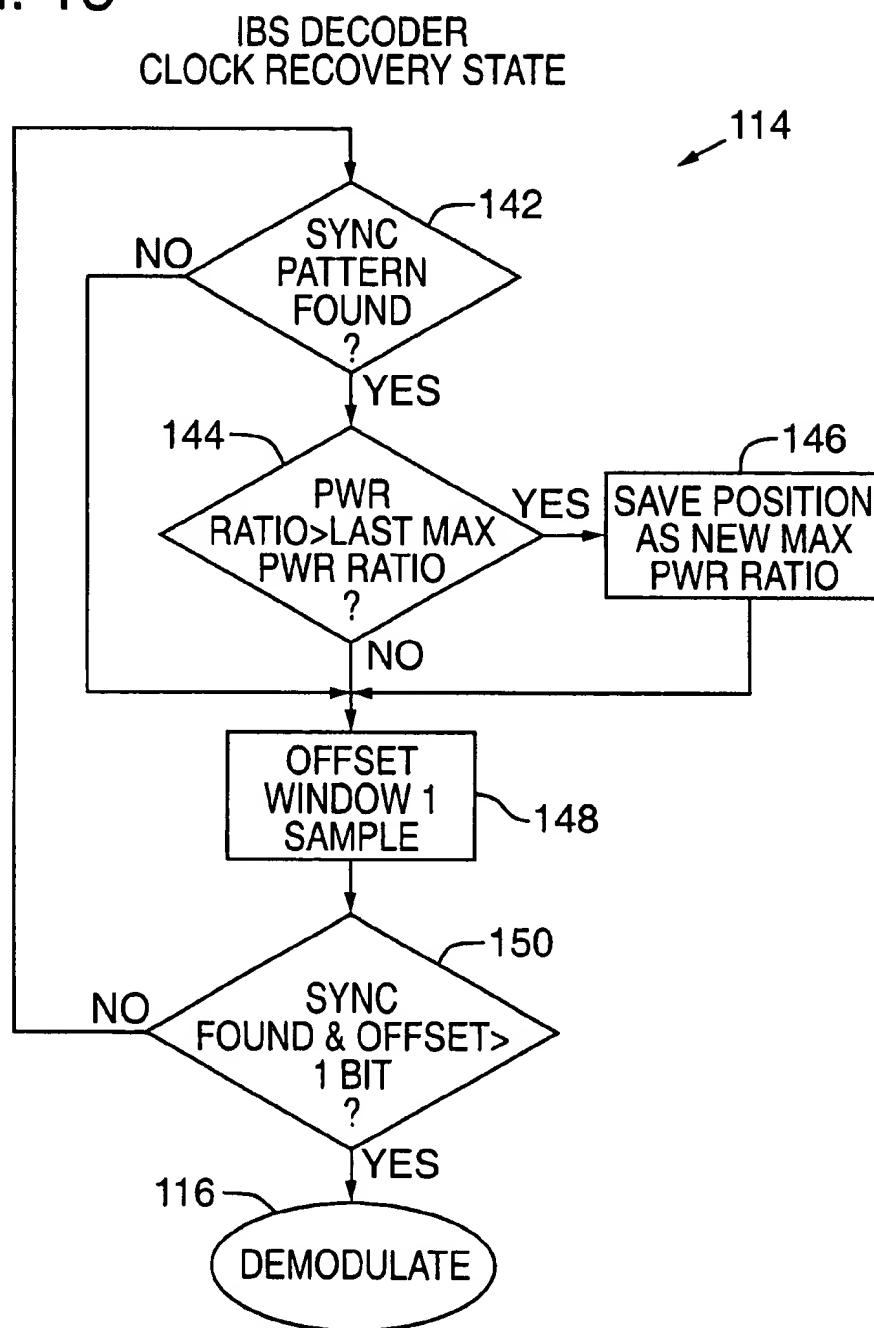 IBS DECODER
CLOCK RECOVERY STATE
114
142
SYNC
PATTERN
FOUND
?
NO
YES
144
PWR
RATIO>LAST MAX
PWR RATIO
?
YES
146
SAVE POSITION
AS NEW MAX
PWR RATIO
NO
OFFSET
WINDOW 1
SAMPLE
148
150
NO
SYNC
FOUND & OFFSET>
1 BIT
?
YES
116
DEMODULATE